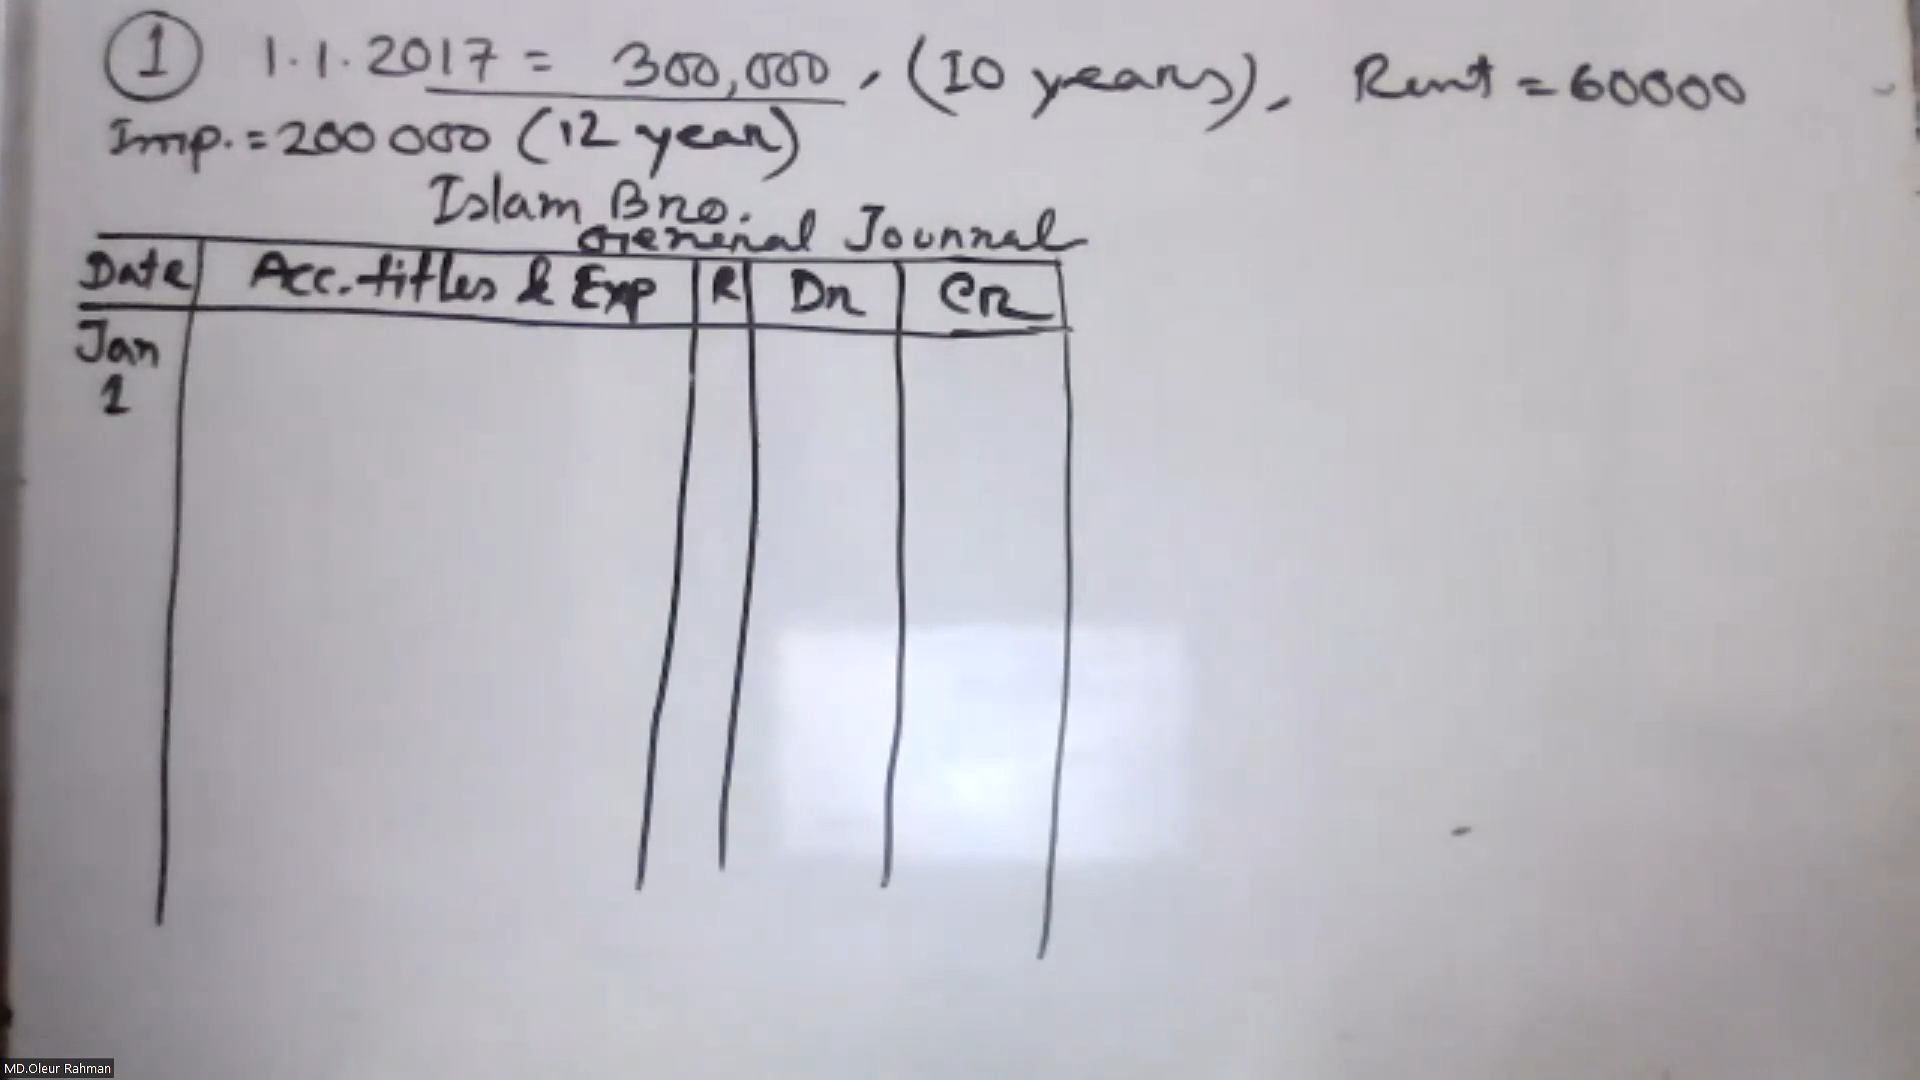 1 1.1.2017 = 300,000, (10 years), Rent = 60000
Imp. = 200000 (12 year)
Islam Bro.
General Journal
Date Acc. titles & Exp R Dr Cr
Jan
1
MD.Oleur Rahman